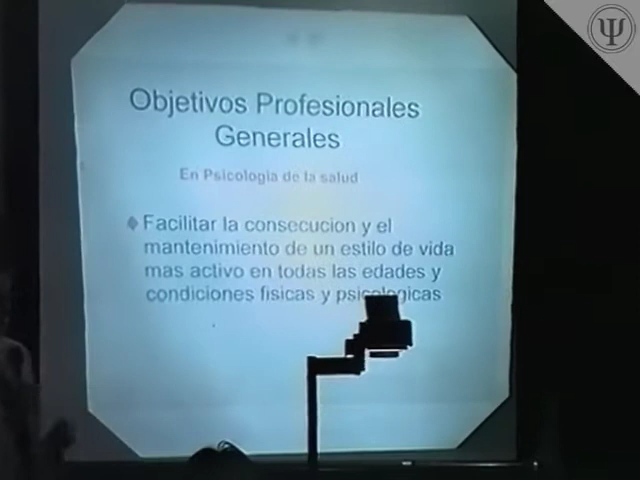 Ψ
Objetivos Profesionales
Generales
En Psicologia de la salud
Facilitar la consecucion y el
mantenimiento de un estilo de vida
mas activo en todas las edades y
condiciones fisicas y psicologicas